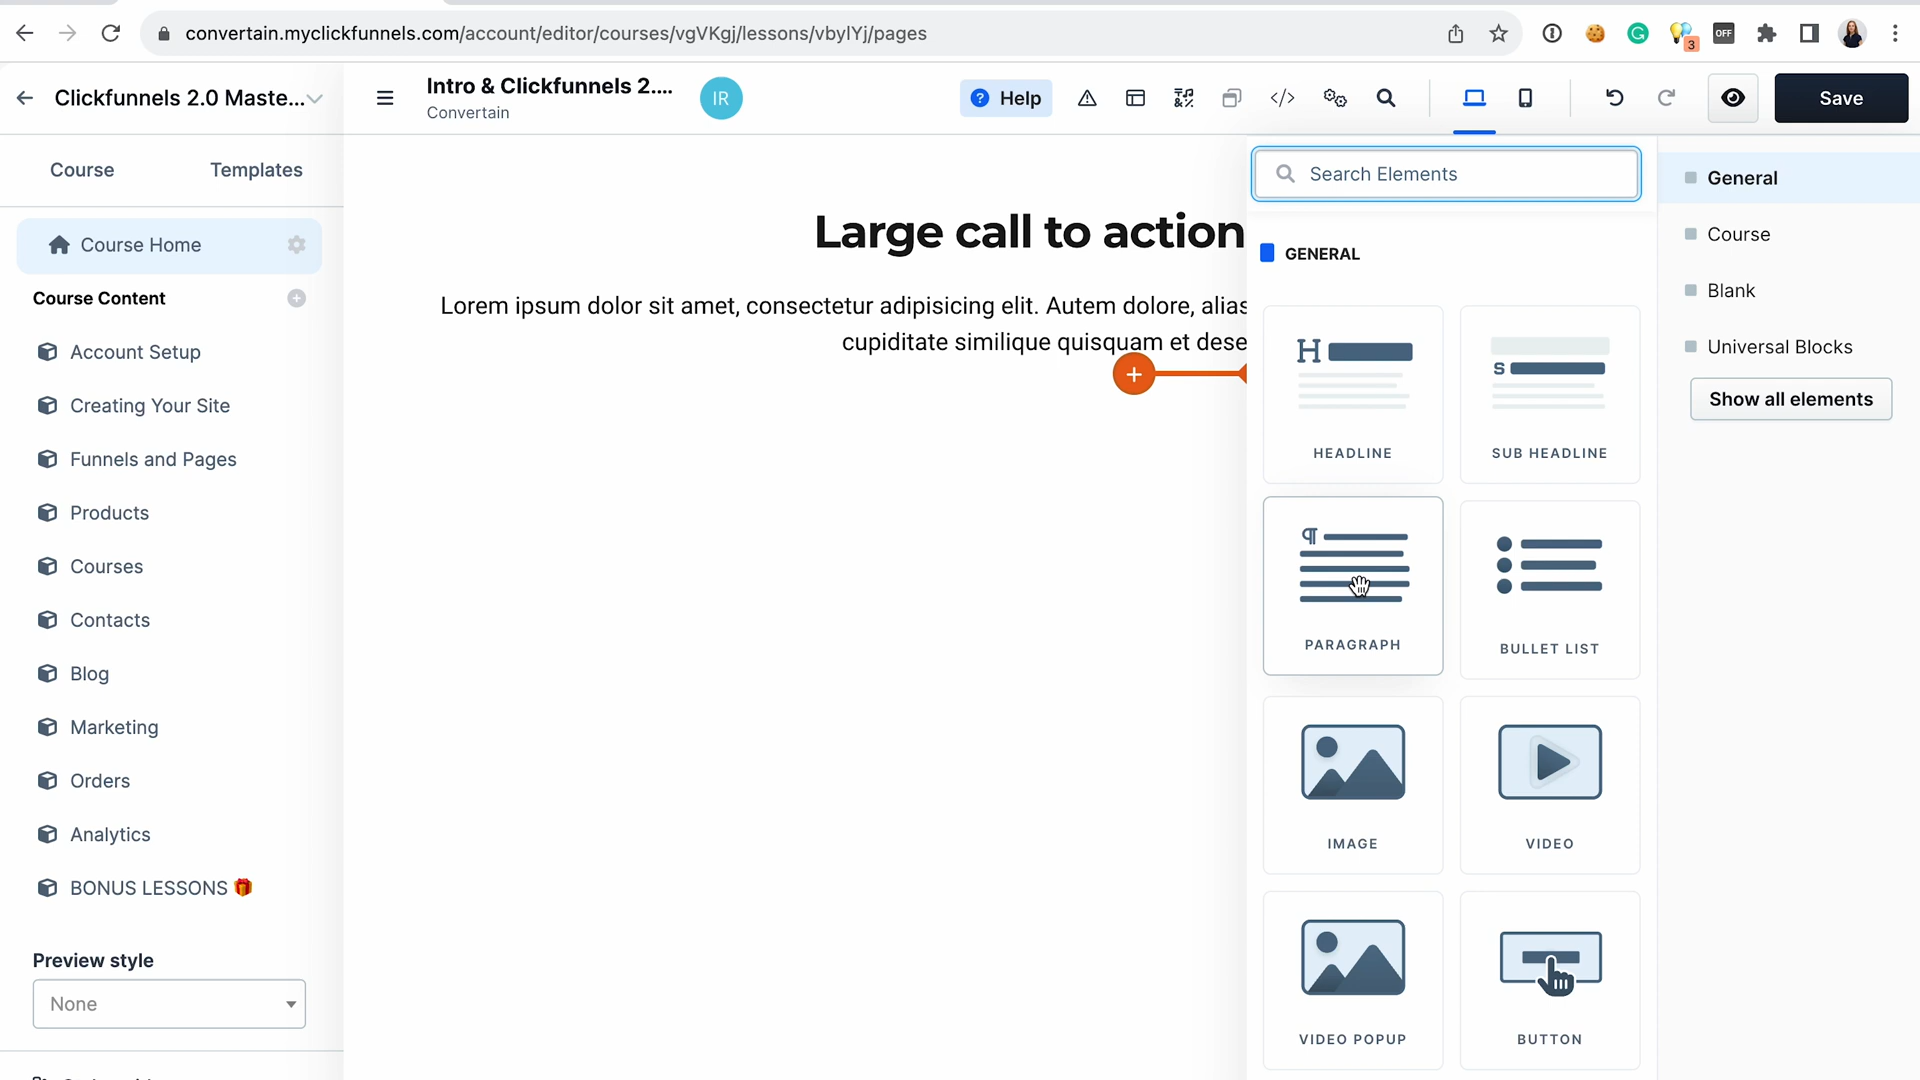 convertain.myclickfunnels.com/account/editor/courses/vgVKgj/lessons/vbylYj/pages
3
OFF
Clickfunnels 2.0 Maste...
Intro & Clickfunnels 2....
Convertain
IR
? Help
</>
Save
Course
Templates
Course Home
Course Content
Account Setup
Creating Your Site
Funnels and Pages
Products
Courses
Contacts
Blog
Marketing
Orders
Analytics
BONUS LESSONS 🎁
Preview style
None
Large call to action
Lorem ipsum dolor sit amet, consectetur adipisicing elit. Autem dolore, alias
cupiditate similique quisquam et dese
Search Elements
GENERAL
HEADLINE
SUB HEADLINE
PARAGRAPH
BULLET LIST
IMAGE
VIDEO
VIDEO POPUP
BUTTON
General
Course
Blank
Universal Blocks
Show all elements